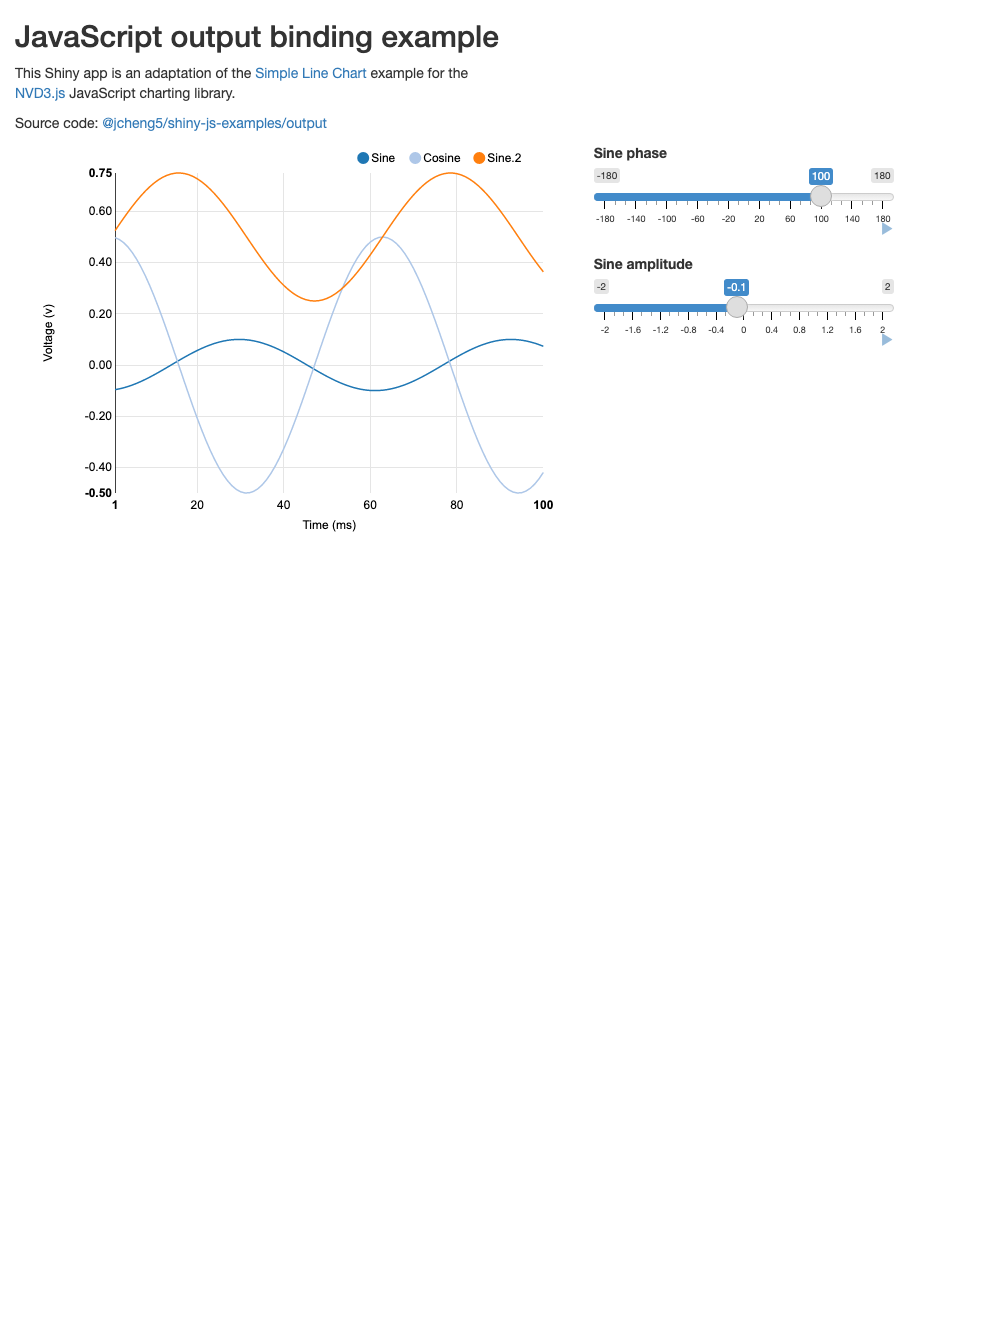 JavaScript output binding example
This Shiny app is an adaptation of the Simple Line Chart example for the
NVD3.js JavaScript charting library.
Source code: @jcheng5/shiny-js-examples/output
Sine Cosine Sine.2
0.75
0.60
0.40
0.20
0.00
-0.20
-0.40
-0.50
Voltage (v)
1 20 40 60 80 100
Time (ms)
Sine phase
-180 100 180
-180 -140 -100 -60 -20 20 60 100 140 180
Sine amplitude
-2 -0.1 2
-2 -1.6 -1.2 -0.8 -0.4 0 0.4 0.8 1.2 1.6 2